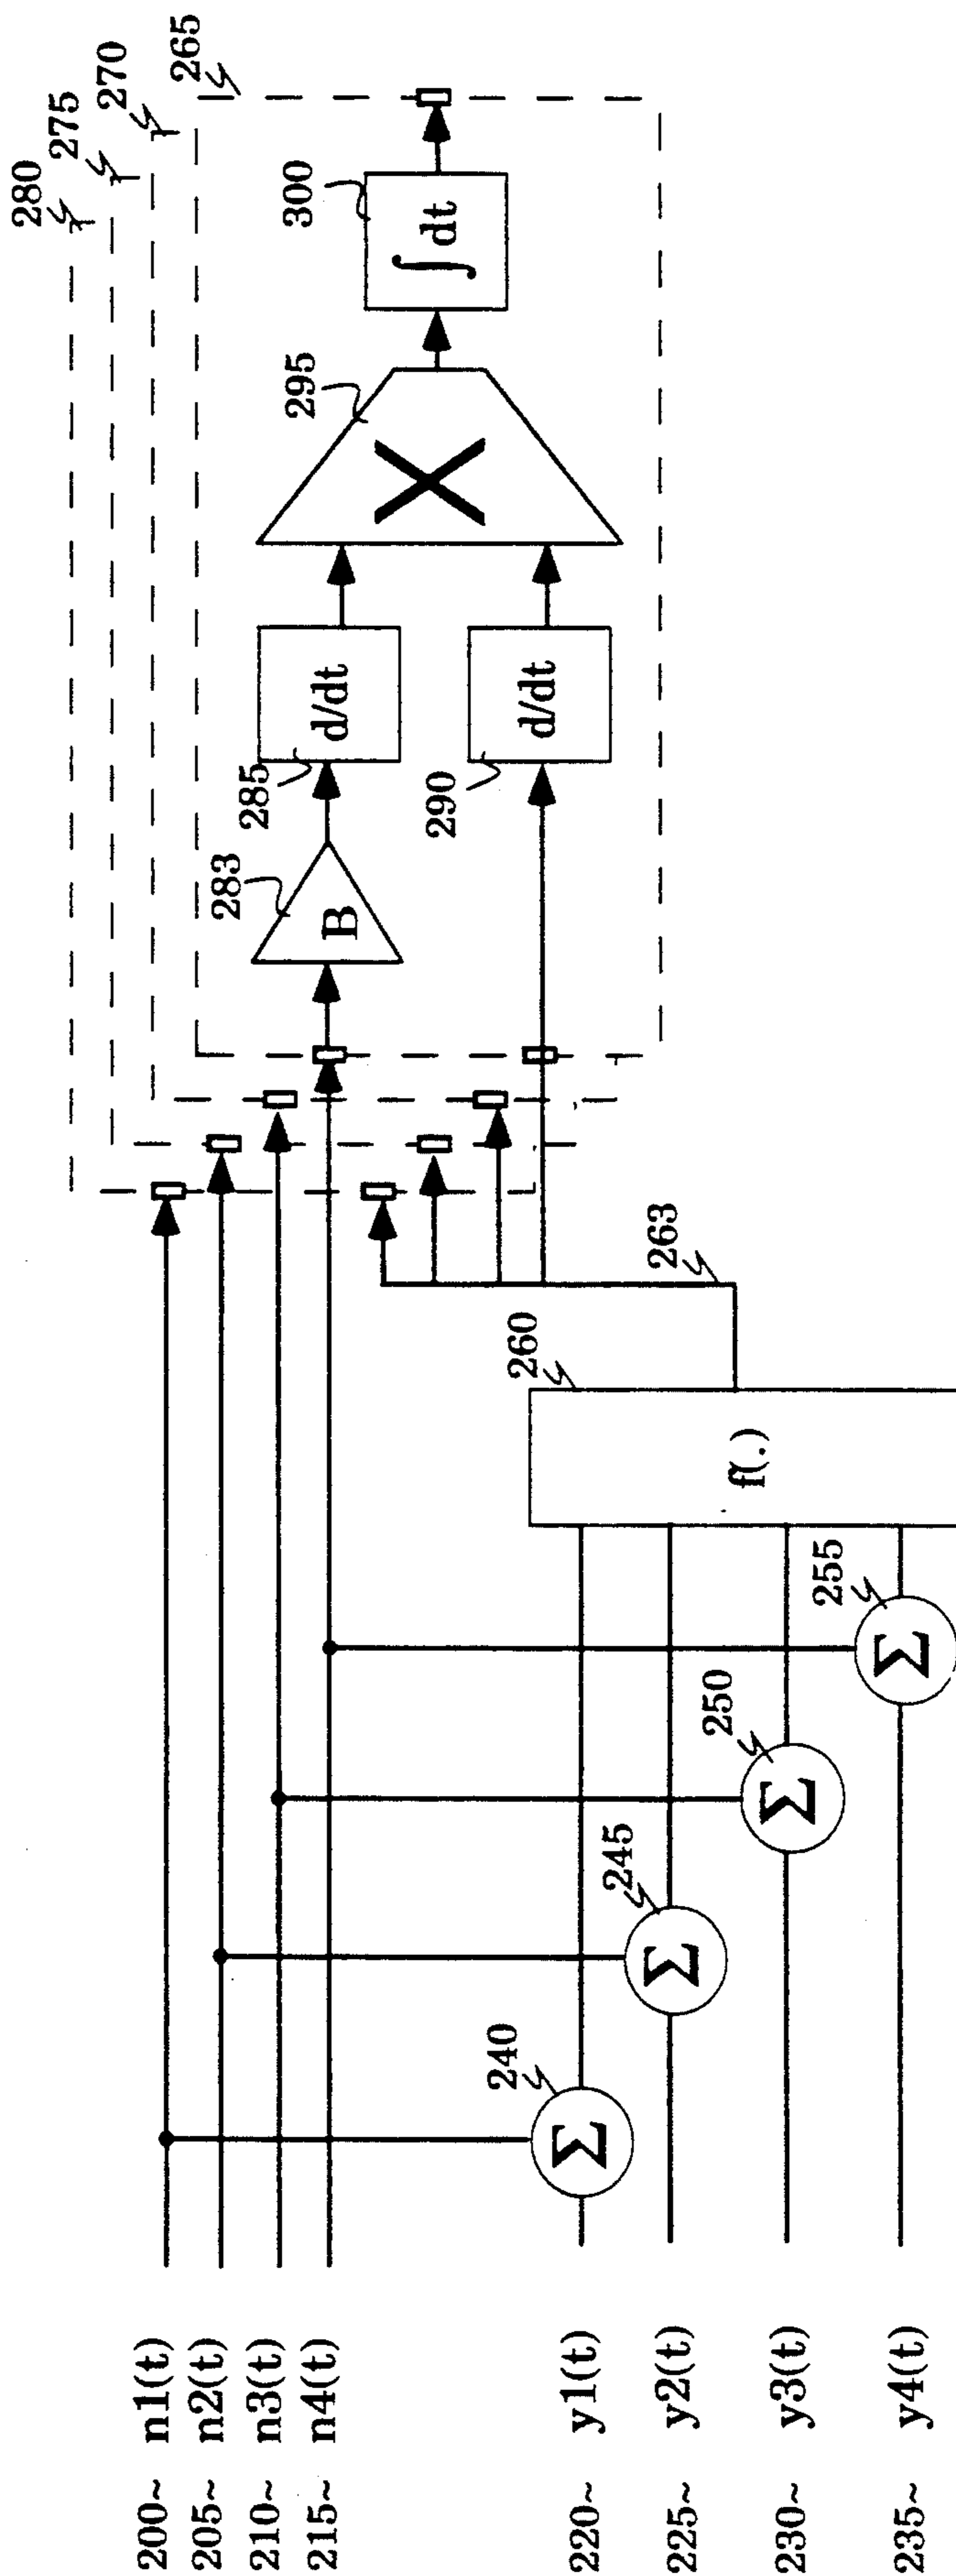 280
275
270
265
300
∫ dt
295
X
d/dt
285
d/dt
290
283
B
263
260
f(.)
255
Σ
250
Σ
245
Σ
240
Σ
200~ n1(t)
205~ n2(t)
210~ n3(t)
215~ n4(t)
220~ y1(t)
225~ y2(t)
230~ y3(t)
235~ y4(t)